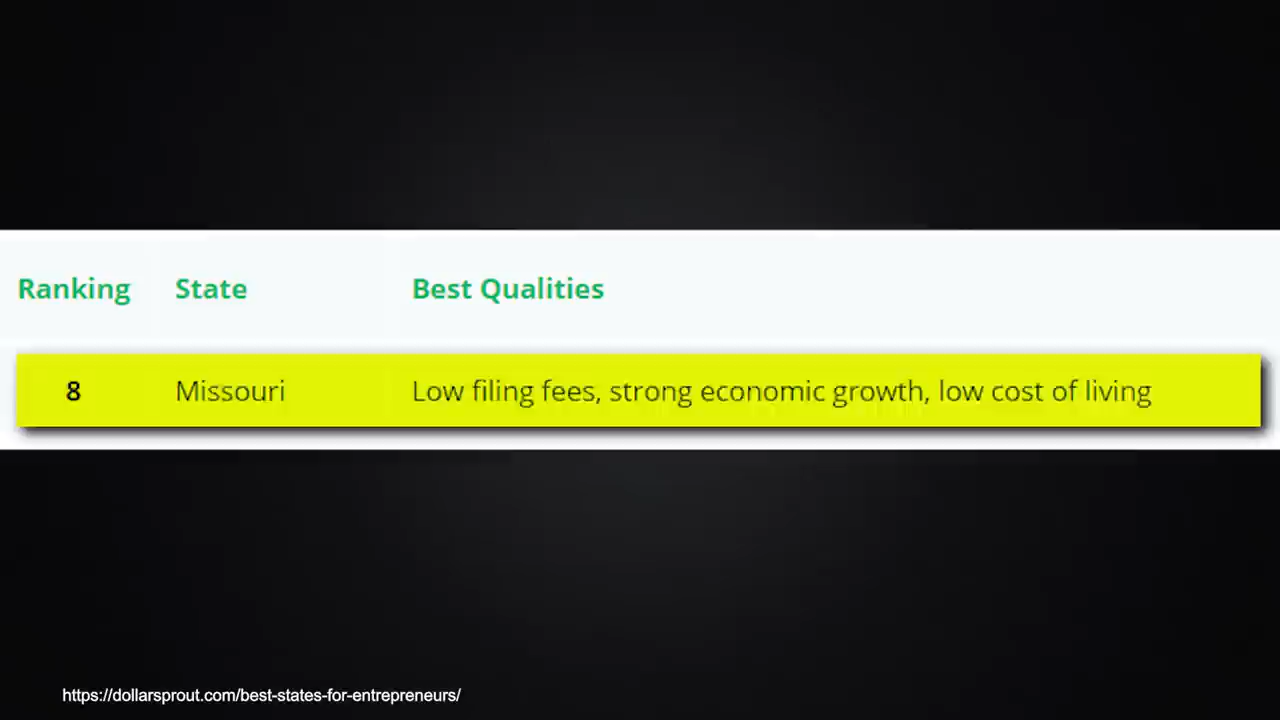 Ranking State Best Qualities
8 Missouri Low filing fees, strong economic growth, low cost of living
https://dollarsprout.com/best-states-for-entrepreneurs/